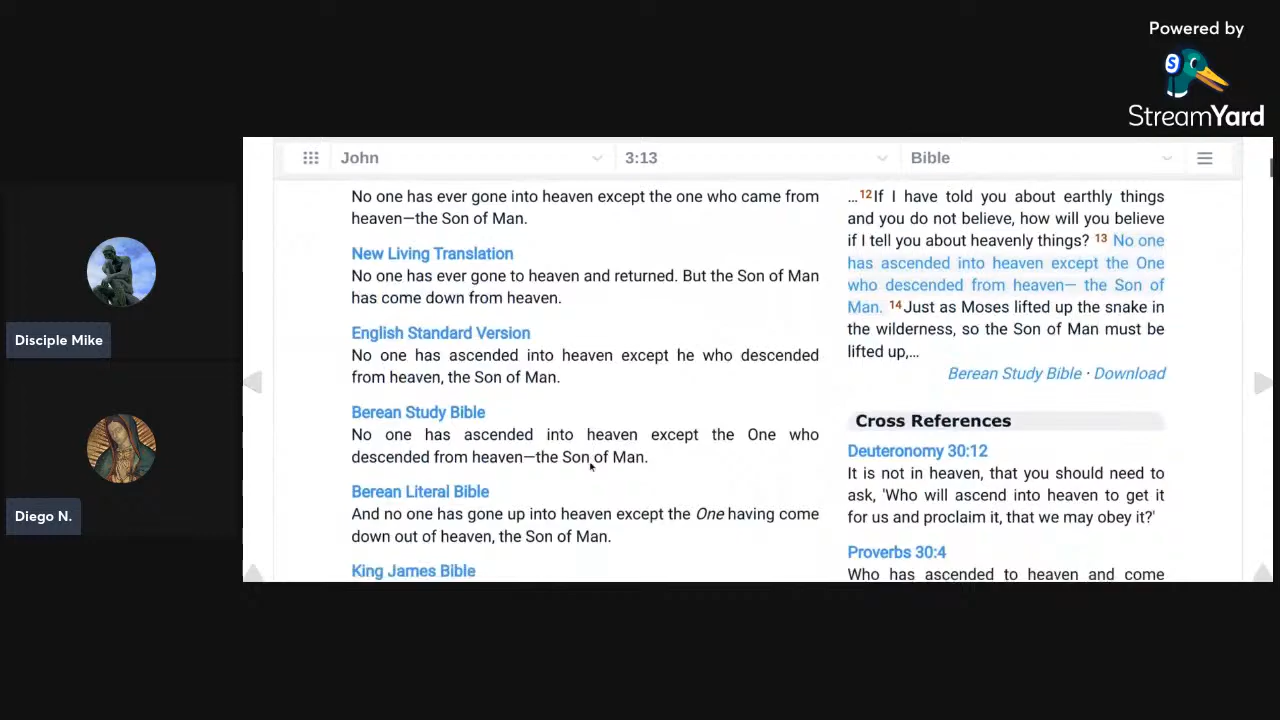 Powered by
StreamYard
John
3:13
Bible
No one has ever gone into heaven except the one who came from
heaven—the Son of Man.
New Living Translation
No one has ever gone to heaven and returned. But the Son of Man
has come down from heaven.
English Standard Version
No one has ascended into heaven except he who descended
from heaven, the Son of Man.
Berean Study Bible
No one has ascended into heaven except the One who
descended from heaven—the Son of Man.
Berean Literal Bible
And no one has gone up into heaven except the One having come
down out of heaven, the Son of Man.
King James Bible
…12If I have told you about earthly things
and you do not believe, how will you believe
if I tell you about heavenly things? 13 No one
has ascended into heaven except the One
who descended from heaven— the Son of
Man. 14Just as Moses lifted up the snake in
the wilderness, so the Son of Man must be
lifted up,…
Berean Study Bible · Download
Cross References
Deuteronomy 30:12
It is not in heaven, that you should need to
ask, 'Who will ascend into heaven to get it
for us and proclaim it, that we may obey it?'
Proverbs 30:4
Who has ascended to heaven and come
Disciple Mike
Diego N.